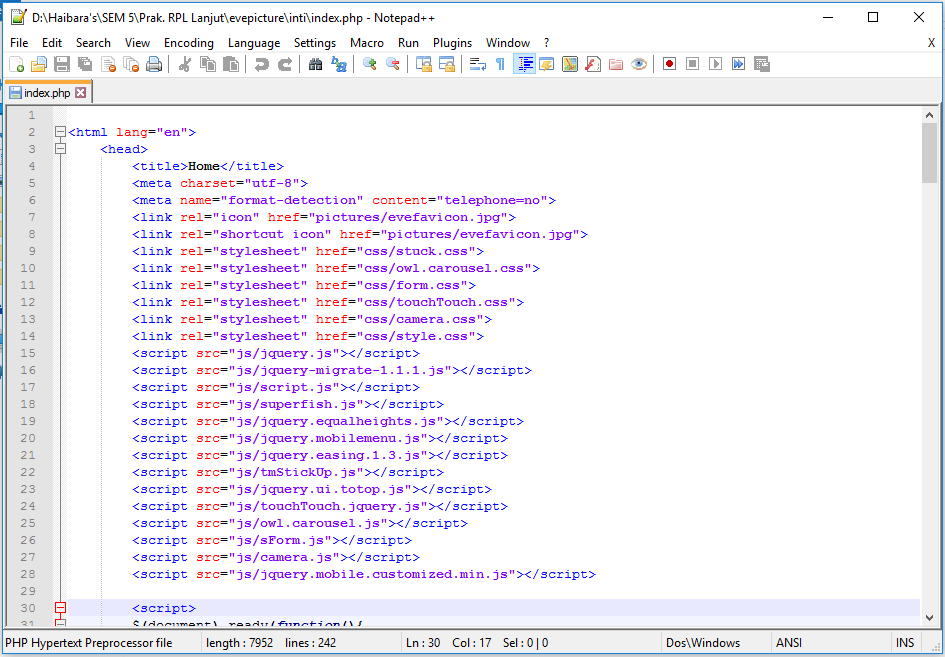 D:\Haibara's\SEM 5\Prak. RPL Lanjut\evepicture\inti\index.php - Notepad++
File Edit Search View Encoding Language Settings Macro Run Plugins Window ? X
index.php
1
2 <html lang="en">
3 <head>
4 <title>Home</title>
5 <meta charset="utf-8">
6 <meta name="format-detection" content="telephone=no">
7 <link rel="icon" href="pictures/evefavicon.jpg">
8 <link rel="shortcut icon" href="pictures/evefavicon.jpg">
9 <link rel="stylesheet" href="css/stuck.css">
10 <link rel="stylesheet" href="css/owl.carousel.css">
11 <link rel="stylesheet" href="css/form.css">
12 <link rel="stylesheet" href="css/touchTouch.css">
13 <link rel="stylesheet" href="css/camera.css">
14 <link rel="stylesheet" href="css/style.css">
15 <script src="js/jquery.js"></script>
16 <script src="js/jquery-migrate-1.1.1.js"></script>
17 <script src="js/script.js"></script>
18 <script src="js/superfish.js"></script>
19 <script src="js/jquery.equalheights.js"></script>
20 <script src="js/jquery.mobilemenu.js"></script>
21 <script src="js/jquery.easing.1.3.js"></script>
22 <script src="js/tmStickUp.js"></script>
23 <script src="js/jquery.ui.totop.js"></script>
24 <script src="js/touchTouch.jquery.js"></script>
25 <script src="js/owl.carousel.js"></script>
26 <script src="js/sForm.js"></script>
27 <script src="js/camera.js"></script>
28 <script src="js/jquery.mobile.customized.min.js"></script>
29
30 <script>
31 $(document).ready(function(){
PHP Hypertext Preprocessor file length : 7952 lines : 242 Ln : 30 Col : 17 Sel : 0 | 0 Dos\Windows ANSI INS